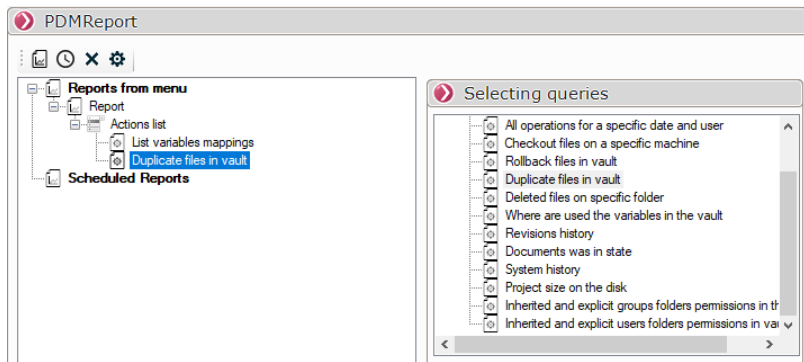 PDMReport
Reports from menu
Report
Actions list
List variables mappings
Duplicate files in vault
Scheduled Reports
Selecting queries
All operations for a specific date and user
Checkout files on a specific machine
Rollback files in vault
Duplicate files in vault
Deleted files on specific folder
Where are used the variables in the vault
Revisions history
Documents was in state
System history
Project size on the disk
Inherited and explicit groups folders permissions in
Inherited and explicit users folders permissions in